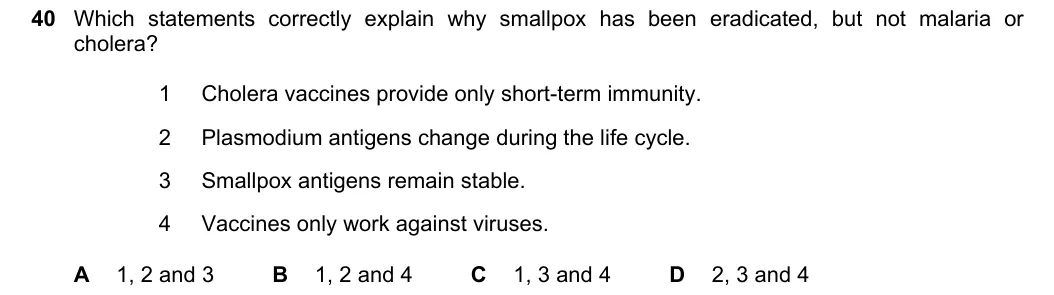 40 Which statements correctly explain why smallpox has been eradicated, but not malaria or
cholera?
1 Cholera vaccines provide only short-term immunity.
2 Plasmodium antigens change during the life cycle.
3 Smallpox antigens remain stable.
4 Vaccines only work against viruses.
A 1, 2 and 3 B 1, 2 and 4 C 1, 3 and 4 D 2, 3 and 4